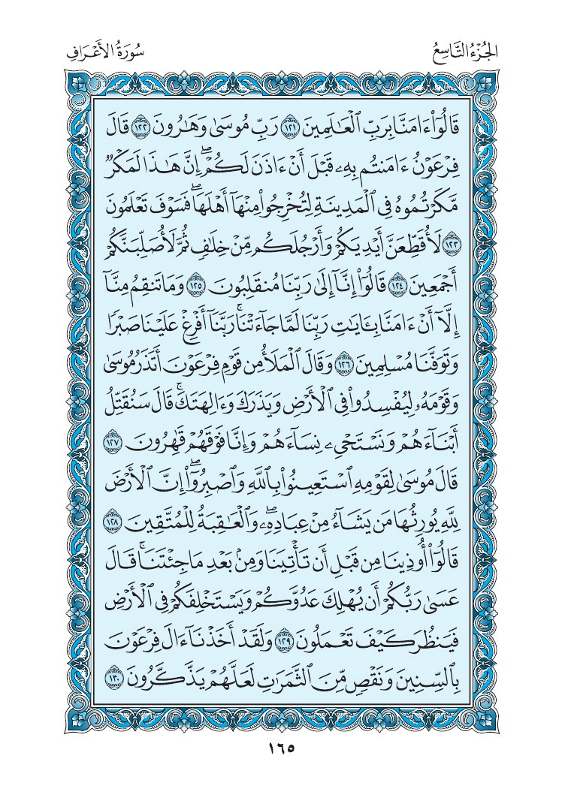 الجُزْءُ التَّاسِعُ
سُورَةُ الأَعْرَافِ
قَالُوٓاْ ءَامَنَّا بِرَبِّ ٱلۡعَٰلَمِينَ ١٢١ رَبِّ مُوسَىٰ وَهَٰرُونَ ١٢٢ قَالَ
فِرۡعَوۡنُ ءَامَنتُم بِهِۦ قَبۡلَ أَنۡ ءَاذَنَ لَكُمۡۖ إِنَّ هَٰذَا لَمَكۡرٞ
مَّكَرۡتُمُوهُ فِي ٱلۡمَدِينَةِ لِتُخۡرِجُواْ مِنۡهَآ أَهۡلَهَاۖ فَسَوۡفَ تَعۡلَمُونَ
١٢٣ لَأُقَطِّعَنَّ أَيۡدِيَكُمۡ وَأَرۡجُلَكُم مِّنۡ خِلَٰفٖ ثُمَّ لَأُصَلِّبَنَّكُمۡ
أَجۡمَعِينَ ١٢٤ قَالُوٓاْ إِنَّآ إِلَىٰ رَبِّنَا مُنقَلِبُونَ ١٢٥ وَمَا تَنقِمُ مِنَّآ
إِلَّآ أَنۡ ءَامَنَّا بِـَٔايَٰتِ رَبِّنَا لَمَّا جَآءَتۡنَاۚ رَبَّنَآ أَفۡرِغۡ عَلَيۡنَا صَبۡرٗا
وَتَوَفَّنَا مُسۡلِمِينَ ١٢٦ وَقَالَ ٱلۡمَلَأُ مِن قَوۡمِ فِرۡعَوۡنَ أَتَذَرُ مُوسَىٰ
وَقَوۡمَهُۥ لِيُفۡسِدُواْ فِي ٱلۡأَرۡضِ وَيَذَرَكَ وَءَالِهَتَكَۚ قَالَ سَنُقَتِّلُ
أَبۡنَآءَهُمۡ وَنَسۡتَحۡيِۦ نِسَآءَهُمۡ وَإِنَّا فَوۡقَهُمۡ قَٰهِرُونَ ١٢٧
قَالَ مُوسَىٰ لِقَوۡمِهِ ٱسۡتَعِينُواْ بِٱللَّهِ وَٱصۡبِرُوٓاْۖ إِنَّ ٱلۡأَرۡضَ
لِلَّهِ يُورِثُهَا مَن يَشَآءُ مِنۡ عِبَادِهِۦۖ وَٱلۡعَٰقِبَةُ لِلۡمُتَّقِينَ ١٢٨
قَالُوٓاْ أُوذِينَا مِن قَبۡلِ أَن تَأۡتِيَنَا وَمِنۢ بَعۡدِ مَا جِئۡتَنَاۚ قَالَ
عَسَىٰ رَبُّكُمۡ أَن يُهۡلِكَ عَدُوَّكُمۡ وَيَسۡتَخۡلِفَكُمۡ فِي ٱلۡأَرۡضِ
فَيَنظُرَ كَيۡفَ تَعۡمَلُونَ ١٢٩ وَلَقَدۡ أَخَذۡنَآ ءَالَ فِرۡعَوۡنَ
بِٱلسِّنِينَ وَنَقۡصٖ مِّنَ ٱلثَّمَرَٰتِ لَعَلَّهُمۡ يَذَّكَّرُونَ ١٣٠
١٦٥